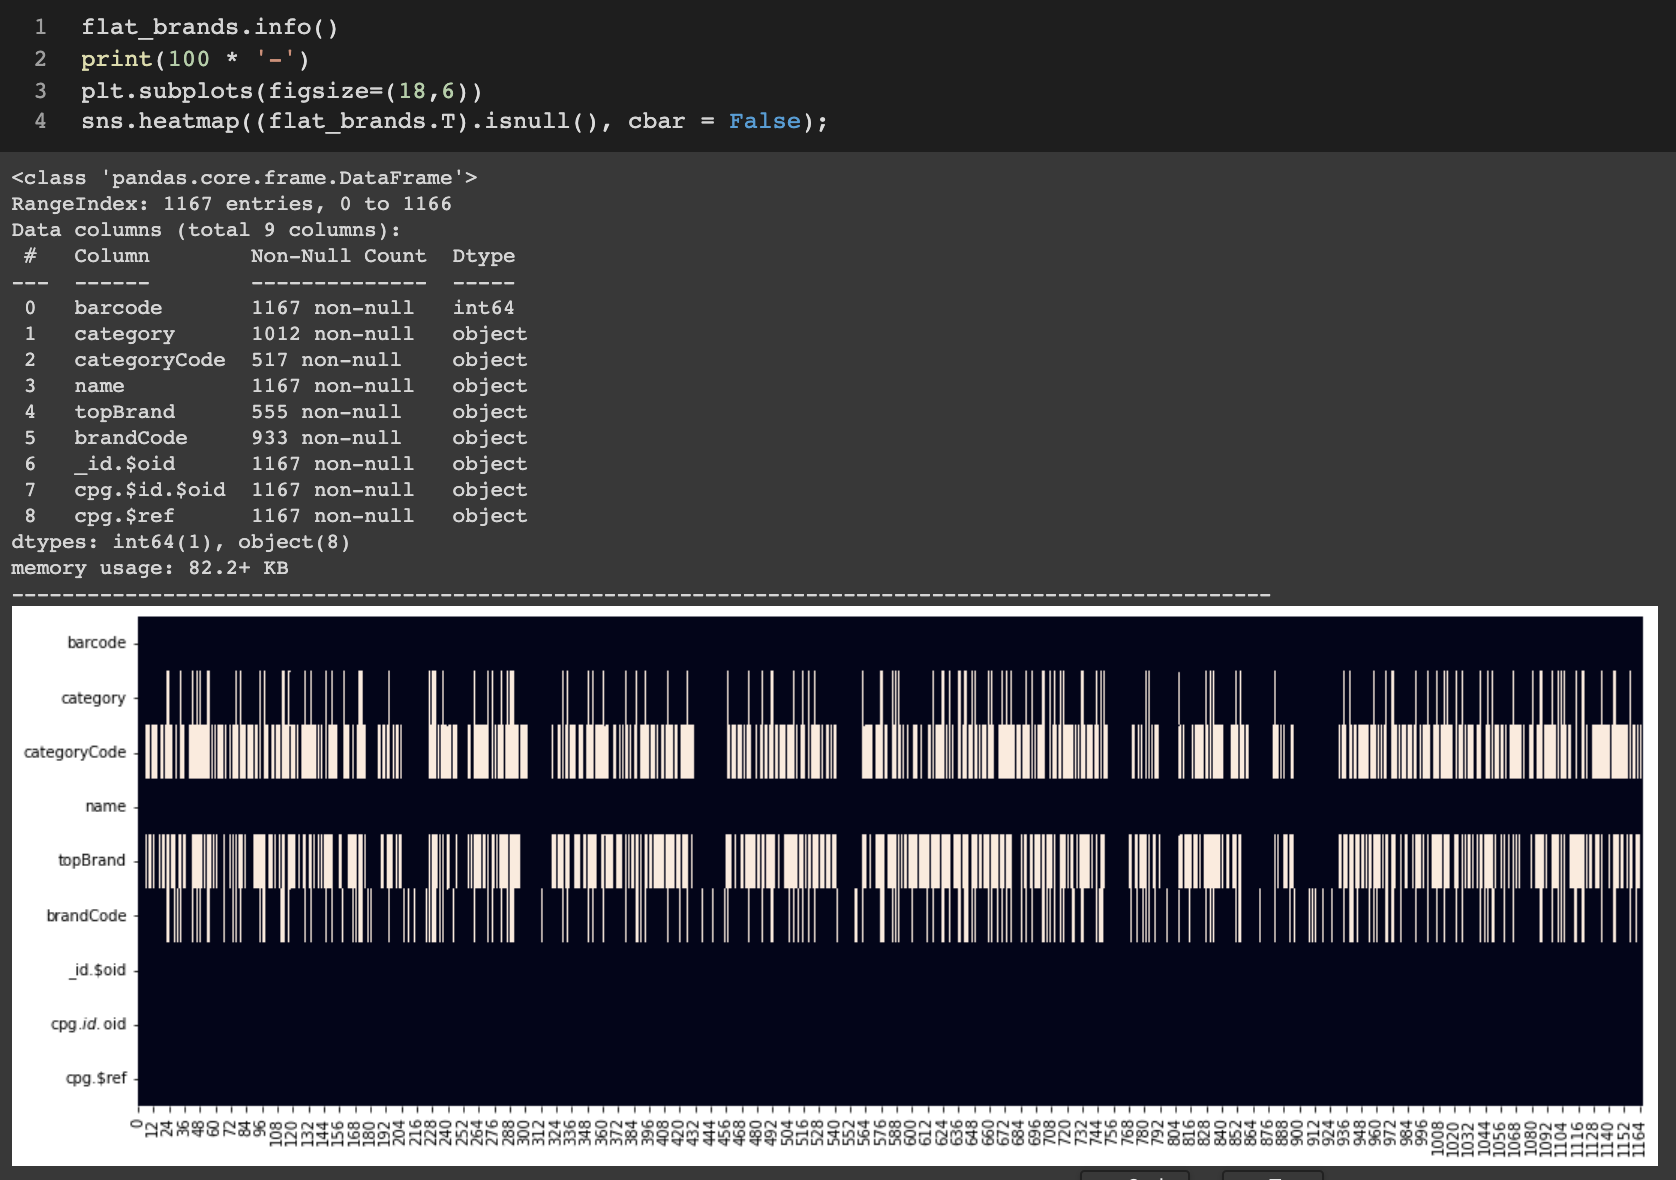 1 flat_brands.info()
2 print(100 * '-')
3 plt.subplots(figsize=(18,6))
4 sns.heatmap((flat_brands.T).isnull(), cbar = False);
<class 'pandas.core.frame.DataFrame'>
RangeIndex: 1167 entries, 0 to 1166
Data columns (total 9 columns):
# Column Non-Null Count Dtype
--- ------ -------------- -----
0 barcode 1167 non-null int64
1 category 1012 non-null object
2 categoryCode 517 non-null object
3 name 1167 non-null object
4 topBrand 555 non-null object
5 brandCode 933 non-null object
6 _id.$oid 1167 non-null object
7 cpg.$id.$oid 1167 non-null object
8 cpg.$ref 1167 non-null object
dtypes: int64(1), object(8)
memory usage: 82.2+ KB
----------------------------------------------------------------------------------------------------
barcode
category
categoryCode
name
topBrand
brandCode
_id.$oid
cpg.id.oid
cpg.$ref
0 12 24 36 48 60 72 84 96 108 120 132 144 156 168 180 192 204 216 228 240 252 264 276 288 300 312 324 336 348 360 372 384 396 408 420 432 444 456 468 480 492 504 516 528 540 552 564 576 588 600 612 624 636 648 660 672 684 696 708 720 732 744 756 768 780 792 804 816 828 840 852 864 876 888 900 912 924 936 948 960 972 984 996 1008 1020 1032 1044 1056 1068 1080 1092 1104 1116 1128 1140 1152 1164